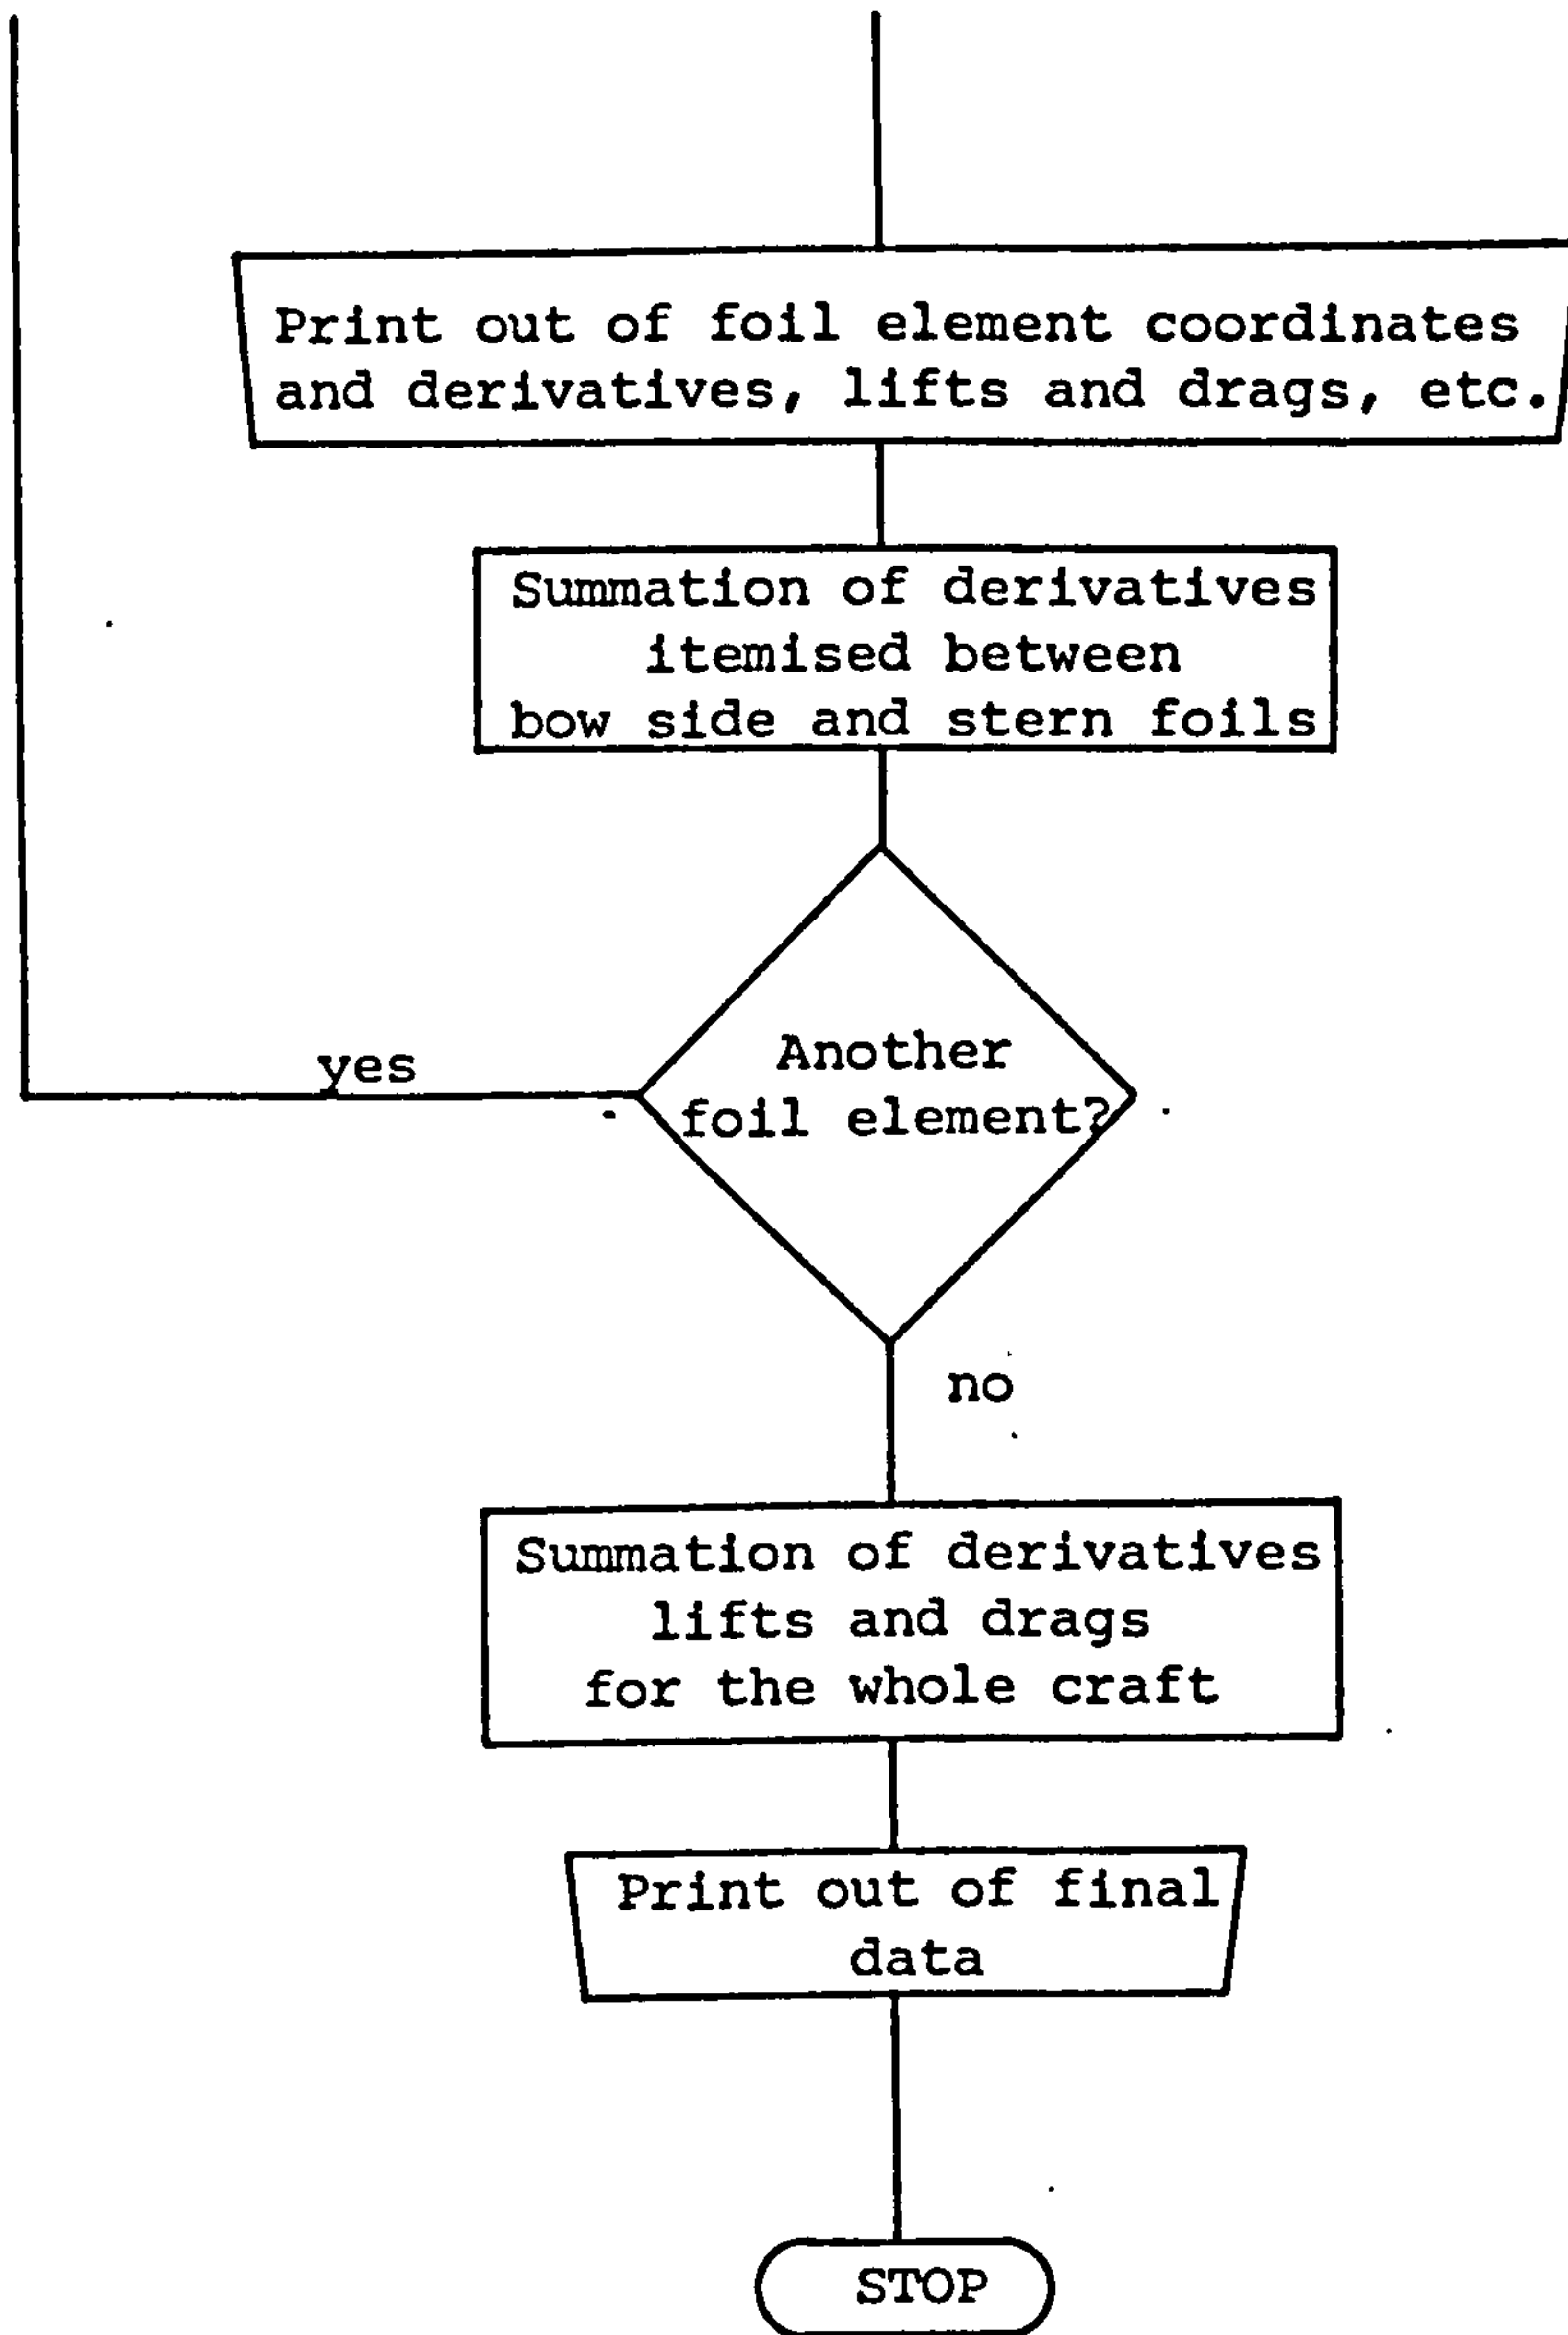 Print out of foil element coordinates
and derivatives, lifts and drags, etc.
Summation of derivatives
itemised between
bow side and stern foils
Another
foil element?
yes
no
Summation of derivatives
lifts and drags
for the whole craft
Print out of final
data
STOP